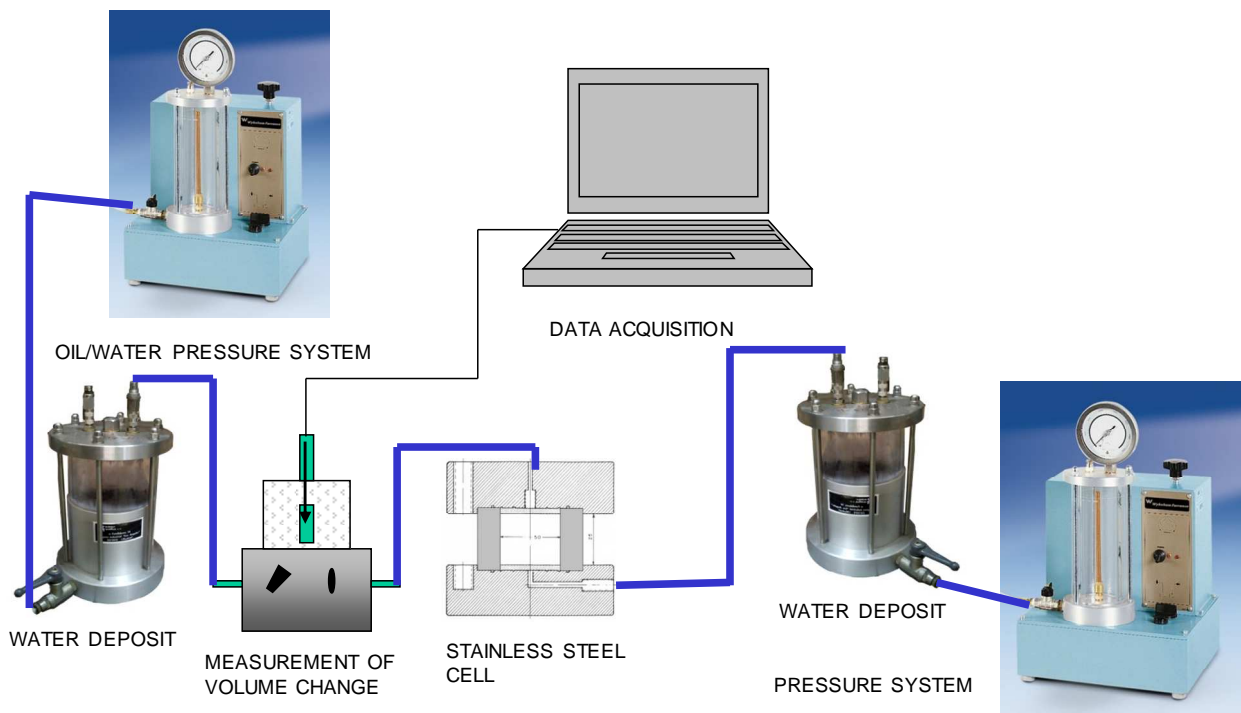 OIL/WATER PRESSURE SYSTEM
DATA ACQUISITION
WATER DEPOSIT
MEASUREMENT OF
VOLUME CHANGE
STAINLESS STEEL
CELL
WATER DEPOSIT
PRESSURE SYSTEM
50